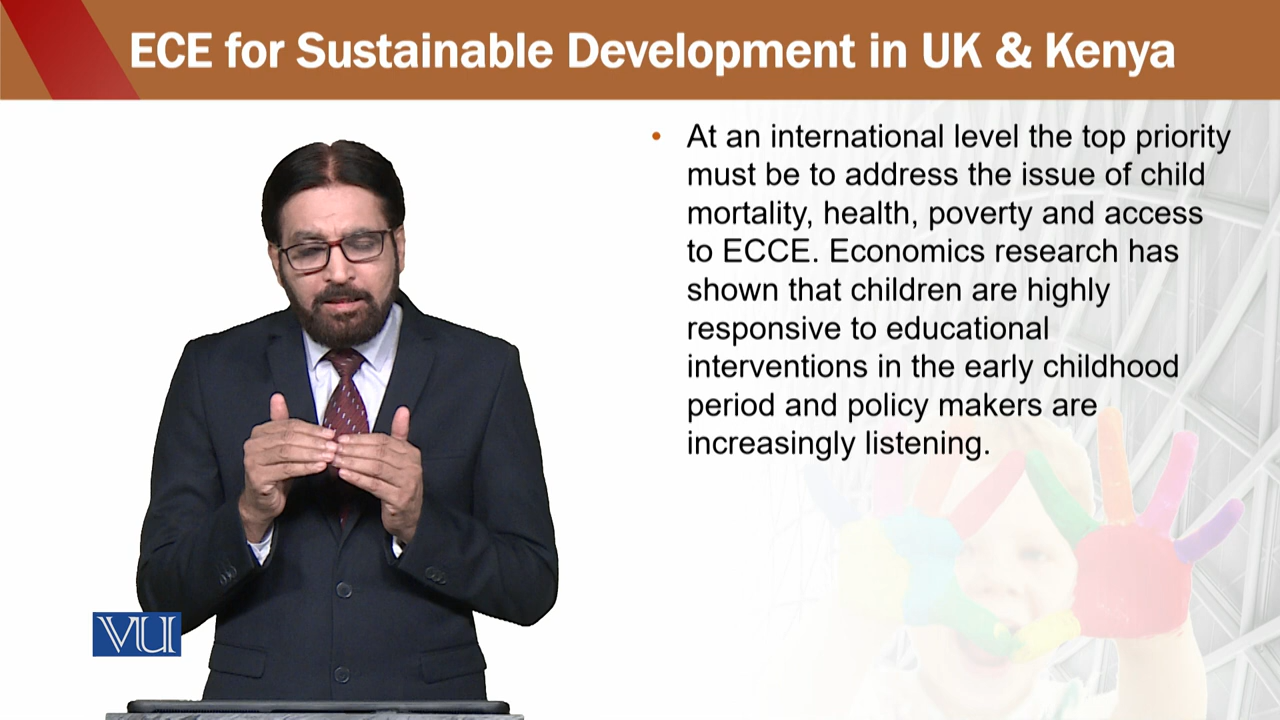 ECE for Sustainable Development in UK & Kenya
• At an international level the top priority
must be to address the issue of child
mortality, health, poverty and access
to ECCE. Economics research has
shown that children are highly
responsive to educational
interventions in the early childhood
period and policy makers are
increasingly listening.
VU